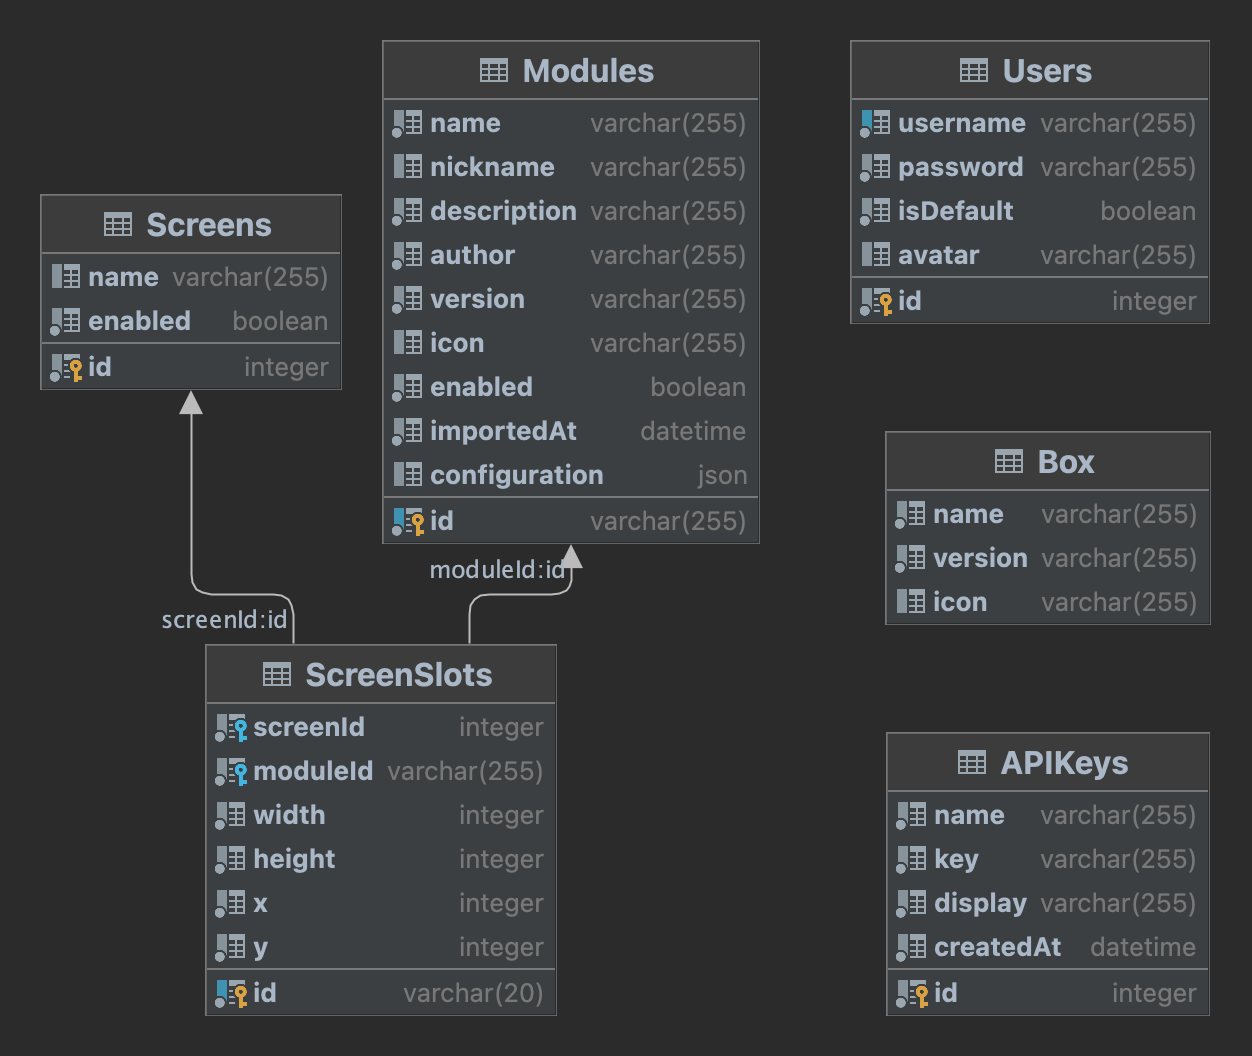 Screens
name varchar(255)
enabled boolean
id integer
Modules
name varchar(255)
nickname varchar(255)
description varchar(255)
author varchar(255)
version varchar(255)
icon varchar(255)
enabled boolean
importedAt datetime
configuration json
id varchar(255)
Users
username varchar(255)
password varchar(255)
isDefault boolean
avatar varchar(255)
id integer
screenId:id
moduleId:id
ScreenSlots
screenId integer
moduleId varchar(255)
width integer
height integer
x integer
y integer
id varchar(20)
Box
name varchar(255)
version varchar(255)
icon varchar(255)
APIKeys
name varchar(255)
key varchar(255)
display varchar(255)
createdAt datetime
id integer